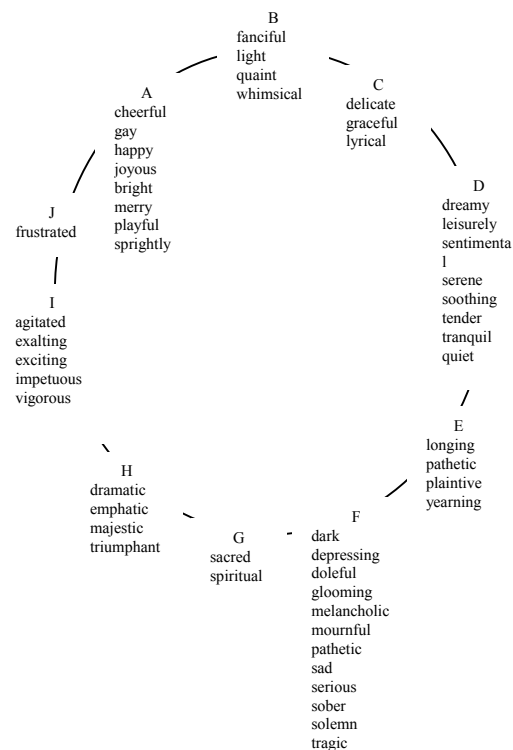 B
fanciful
light
quaint
whimsical
A
cheerful
gay
happy
joyous
bright
merry
playful
sprightly
C
delicate
graceful
lyrical
D
dreamy
leisurely
sentimenta
l
serene
soothing
tender
tranquil
quiet
J
frustrated
I
agitated
exalting
exciting
impetuous
vigorous
E
longing
pathetic
plaintive
yearning
H
dramatic
emphatic
majestic
triumphant
G
sacred
spiritual
F
dark
depressing
doleful
glooming
melancholic
mournful
pathetic
sad
serious
sober
solemn
tragic